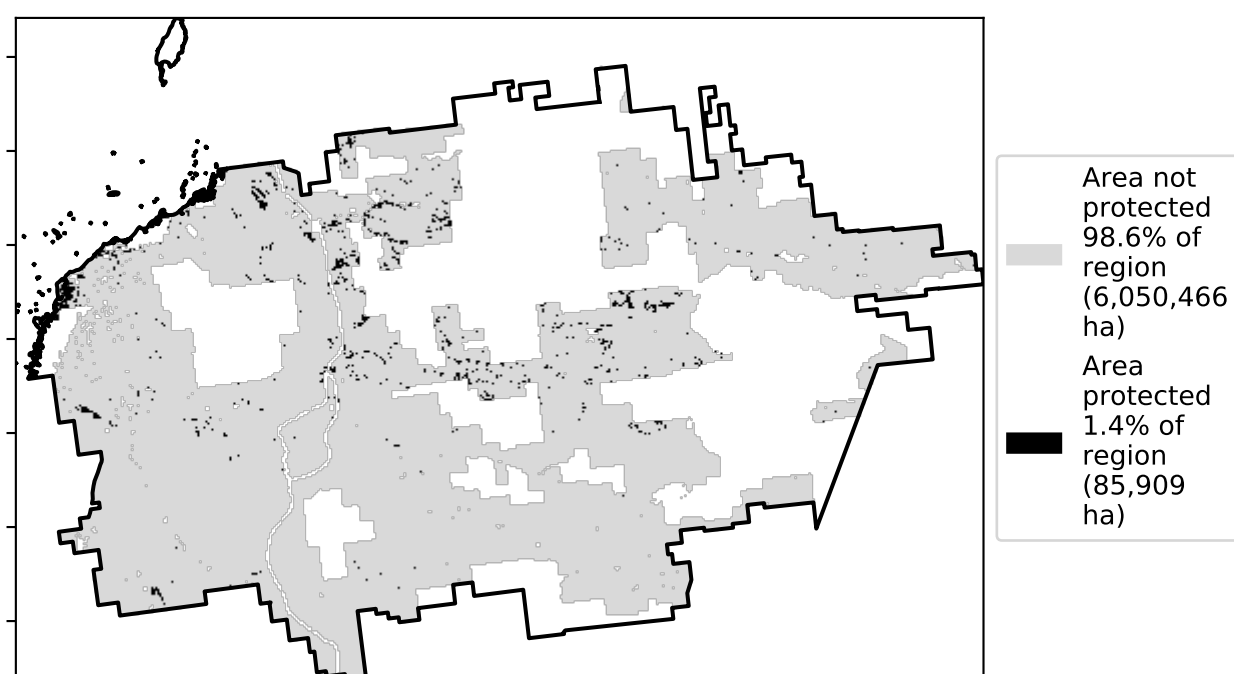 Area not
protected
98.6% of
region
(6,050,466
ha)
Area
protected
1.4% of
region
(85,909
ha)